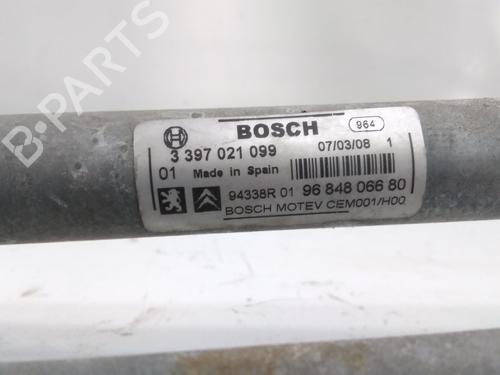 B-PARTS
BOSCH 964
3 397 021 099 07/03/08 1
01 Made in Spain
94338R 01 96 848 066 80
BOSCH MOTEV CEM001/H00